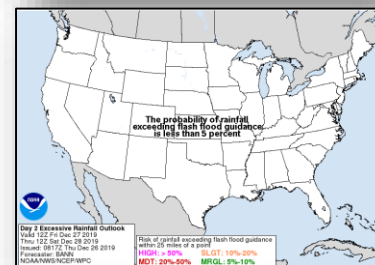 The probability of rainfall
exceeding flash flood guidance
is less than 5 percent
NOAA
Day 2 Excessive Rainfall Outlook
Valid 12Z Fri Dec 27 2019
Thru 12Z Sat Dec 28 2019
Issued: 0817Z Thu Dec 26 2019
Forecaster: BANN
NOAA/NWS/NCEP/WPC
Risk of rainfall exceeding flash flood guidance
within 25 miles of a point
HIGH: > 50% SLGT: 10%-20%
MDT: 20%-50% MRGL: 5%-10%